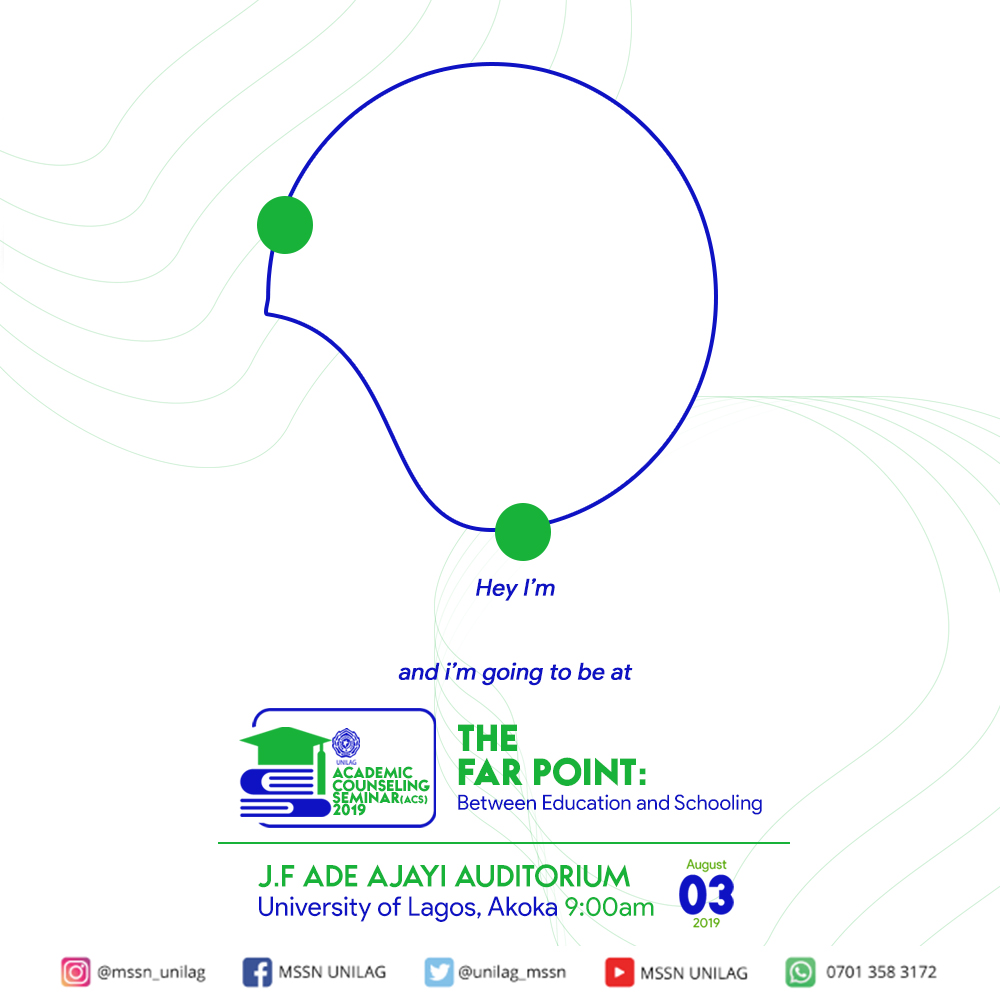 Hey I'm
and i'm going to be at
UNILAG
ACADEMIC
COUNSELING
SEMINAR(ACS)
2019
THE
FAR POINT:
Between Education and Schooling
J.F ADE AJAYI AUDITORIUM
University of Lagos, Akoka 9:00am
August
03
2019
@mssn_unilag
MSSN UNILAG
@unilag_mssn
MSSN UNILAG
0701 358 3172